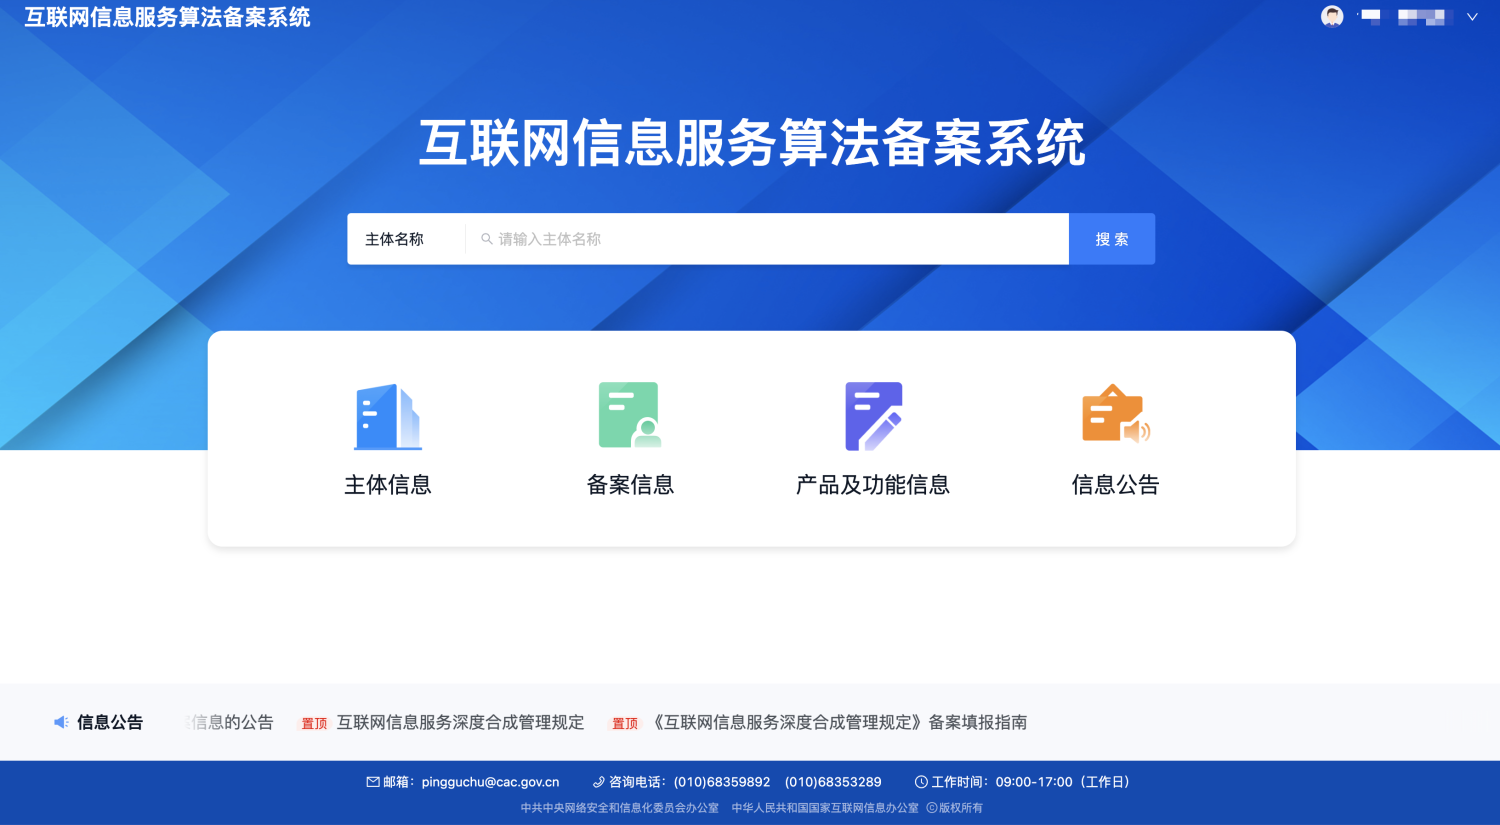 互联网信息服务算法备案系统
互联网信息服务算法备案系统
主体名称 请输入主体名称 搜 索
主体信息 备案信息 产品及功能信息 信息公告
信息公告 信息的公告 置顶 互联网信息服务深度合成管理规定 置顶 《互联网信息服务深度合成管理规定》备案填报指南
邮箱：pingguchu@cac.gov.cn 咨询电话：(010)68359892 (010)68353289 工作时间：09:00-17:00（工作日）
中共中央网络安全和信息化委员会办公室 中华人民共和国国家互联网信息办公室 ©版权所有